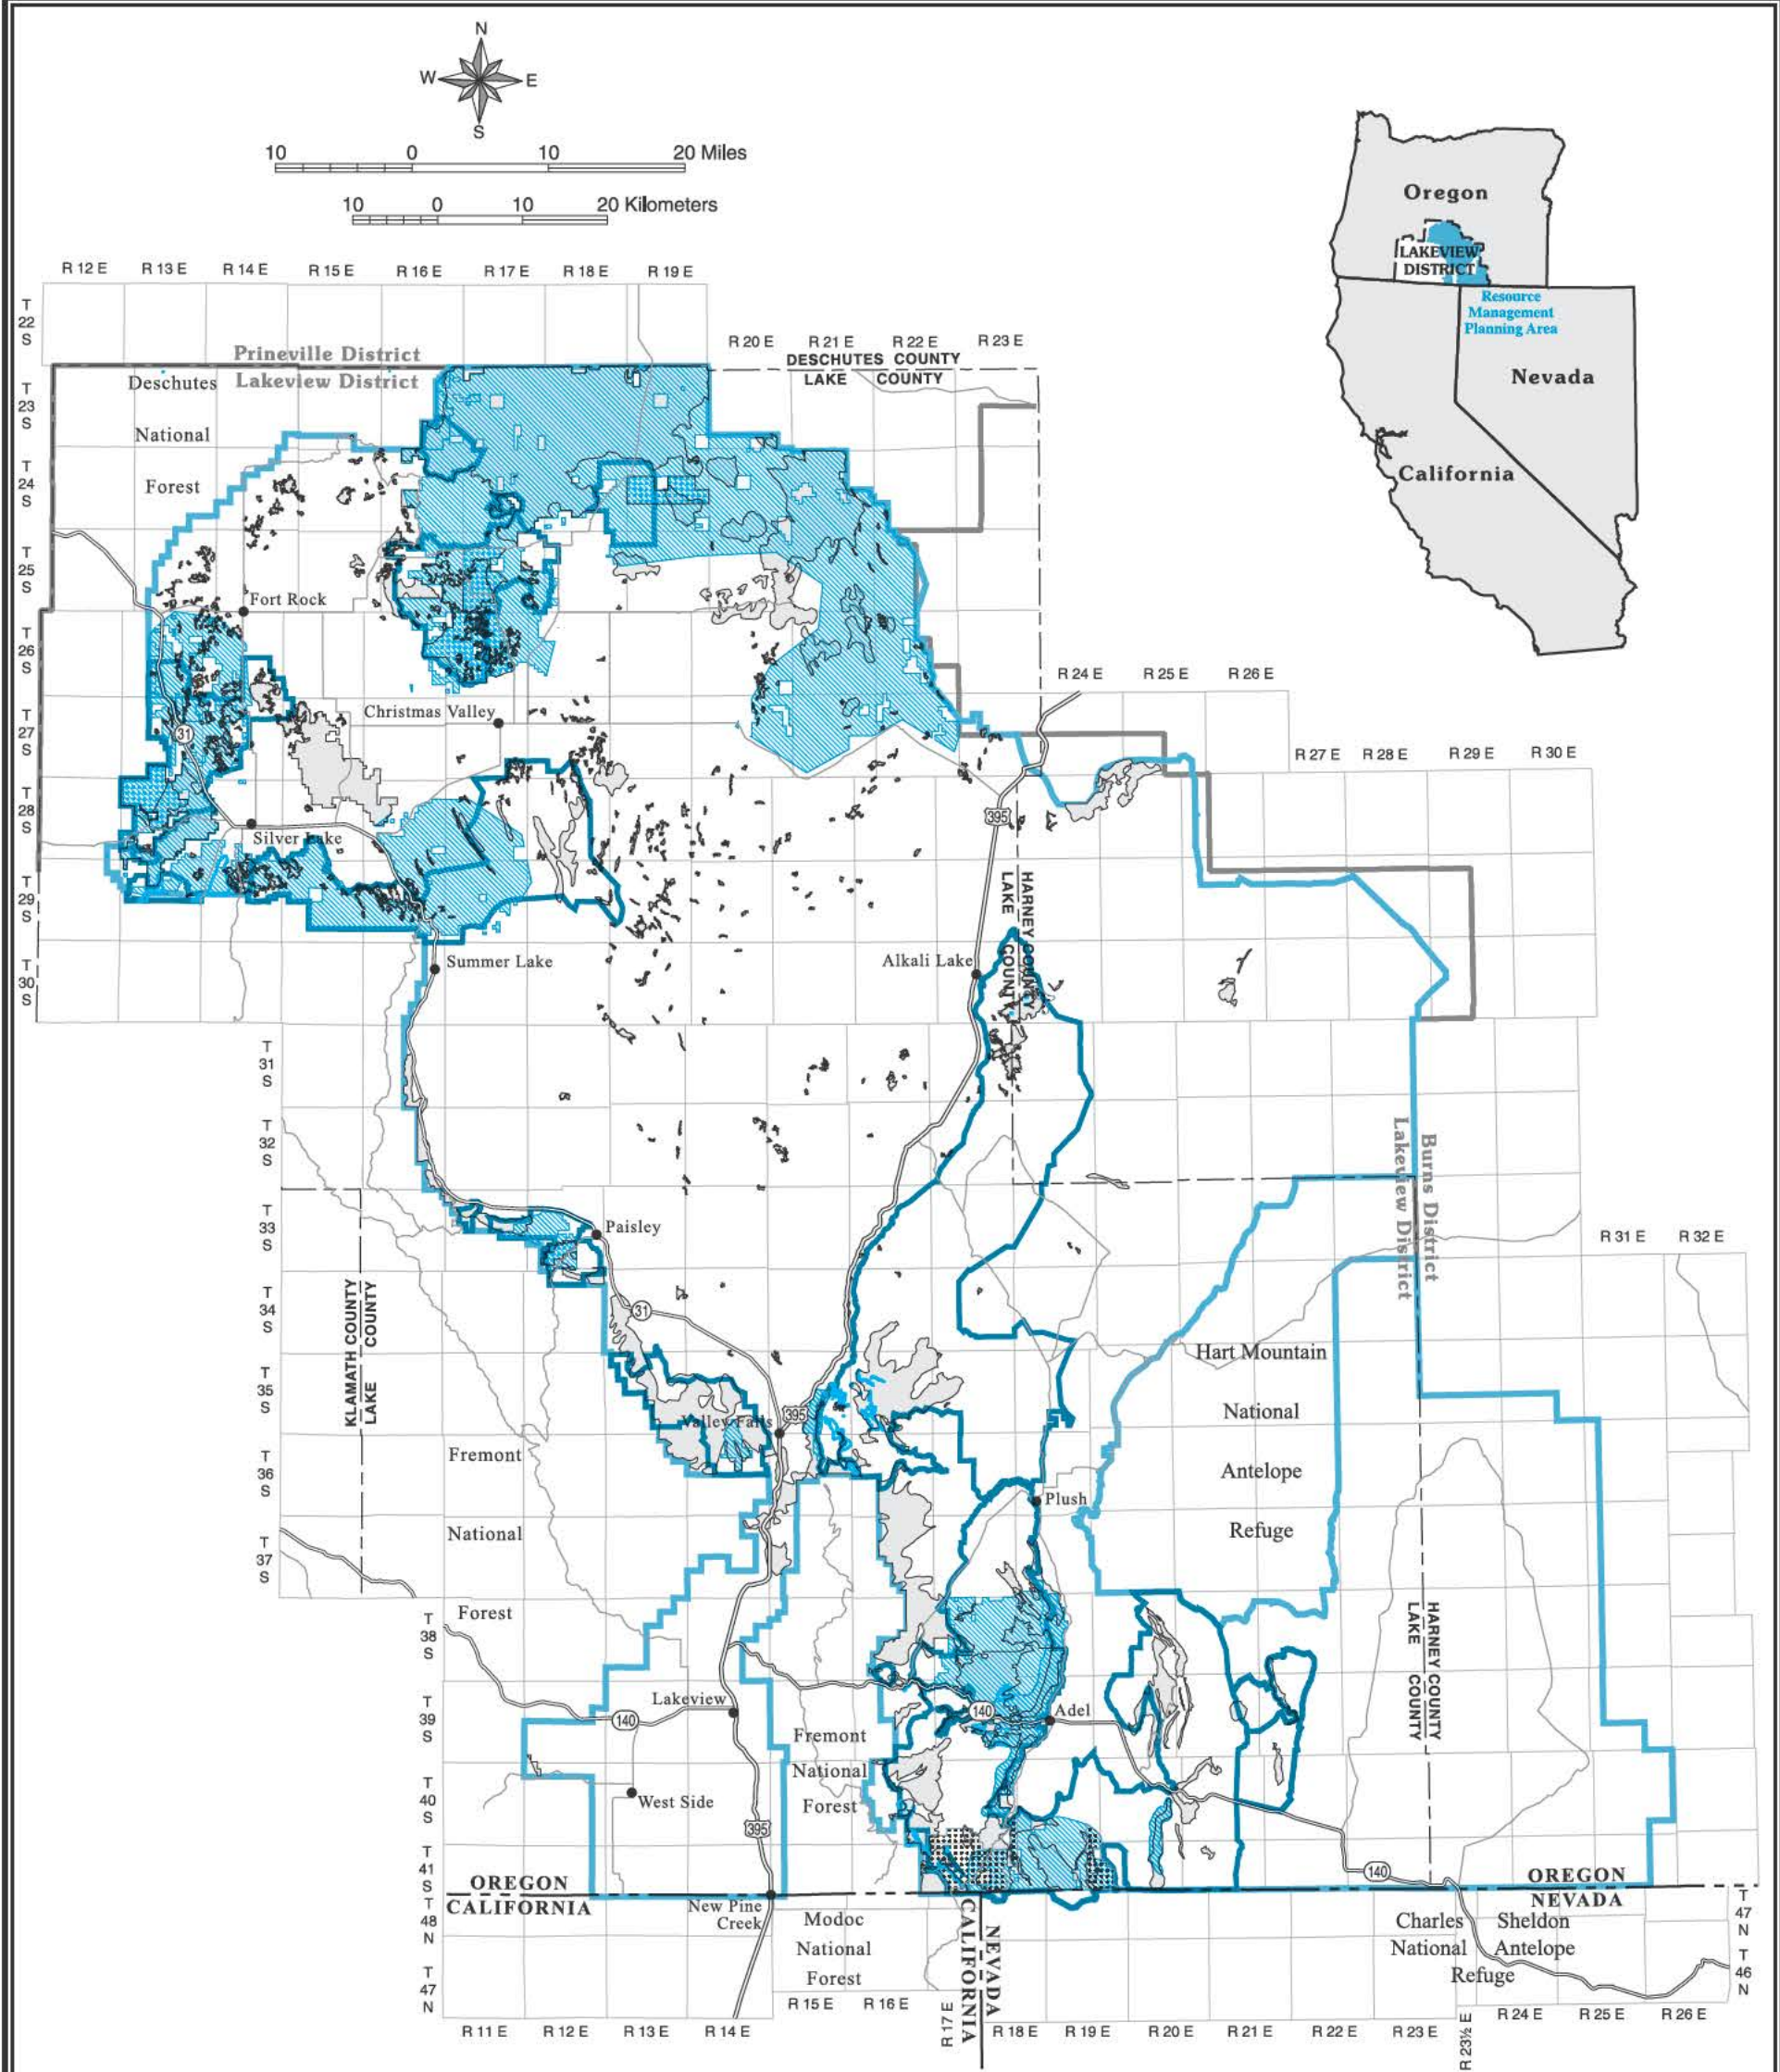 N
W
E
S
10 0 10 20 Miles
10 0 10 20 Kilometers
Oregon
LAKEVIEW
DISTRICT
Resource
Management
Planning Area
Nevada
California
R 12 E R 13 E R 14 E R 15 E R 16 E R 17 E R 18 E R 19 E
T
22
S
R 20 E R 21 E R 22 E R 23 E
Prineville District
Lakeview District
DESCHUTES COUNTY
LAKE COUNTY
Deschutes
National
Forest
T
23
S
T
24
S
T
25
S
Fort Rock
T
26
S
R 24 E R 25 E R 26 E
Christmas Valley
T
27
S
31
R 27 E R 28 E R 29 E R 30 E
T
28
S
Silver Lake
395
T
29
S
HARNEY COUNTY
LAKE COUNTY
Summer Lake
Alkali Lake
T
30
S
T
31
S
T
32
S
Burns District
Lakeview District
T
33
S
Paisley
R 31 E R 32 E
KLAMATH COUNTY
LAKE COUNTY
T
34
S
31
Hart Mountain
National
Antelope
Refuge
T
35
S
Valley Falls
395
Fremont
National
Forest
T
36
S
Plush
T
37
S
T
38
S
HARNEY COUNTY
LAKE COUNTY
T
39
S
140
Lakeview
140
Adel
Fremont
National
Forest
T
40
S
West Side
395
T
41
S
140
OREGON
CALIFORNIA
OREGON
NEVADA
T
48
N
New Pine
Creek
Modoc
National
Forest
CALIFORNIA
NEVADA
Charles Sheldon
National Antelope
Refuge
T
47
N
T
46
N
T
47
N
R 15 E R 16 E
R 17 E
R 11 E R 12 E R 13 E R 14 E
R 18 E R 19 E R 20 E R 21 E R 22 E R 23 E
R 23½ E
R 24 E R 25 E R 26 E